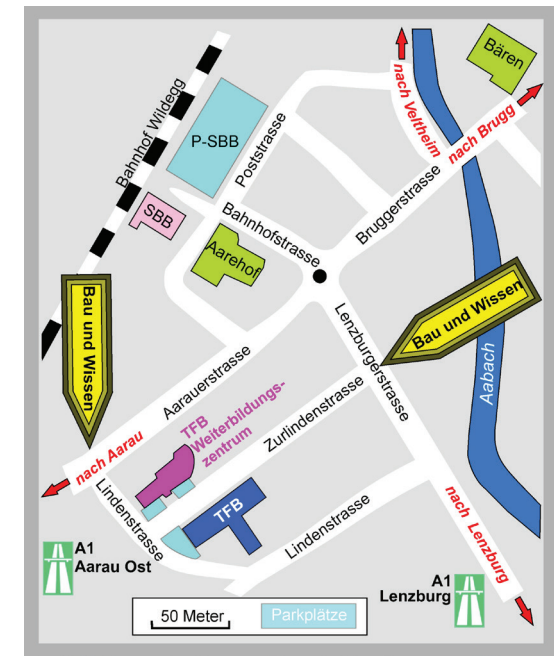 Bären
nach Veltheim
nach Brugg
Bahnhof Wildegg
P-SBB
Poststrasse
SBB
Bahnhofstrasse
Bruggerstrasse
Aarehof
Bau und Wissen
Bau und Wissen
Aabach
Lenzburgerstrasse
Aarauerstrasse
TFB
Weiterbildungs-
zentrum
Zurlindenstrasse
nach Aarau
Lindenstrasse
TFB
Lindenstrasse
nach Lenzburg
A1
Aarau Ost
A1
Lenzburg
50 Meter
Parkplätze